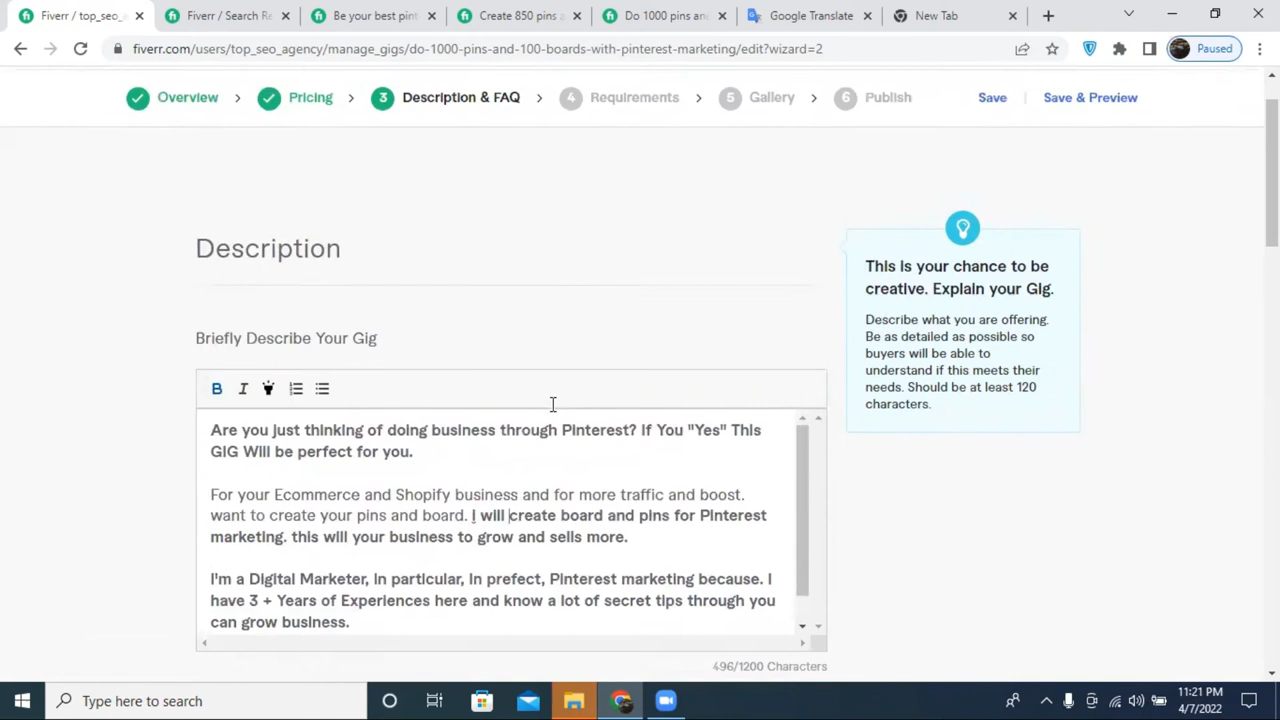 Fiverr / top_seo_
Fiverr / Search Re
Be your best pint
Create 850 pins a
Do 1000 pins and
Google Translate
New Tab
fiverr.com/users/top_seo_agency/manage_gigs/do-1000-pins-and-100-boards-with-pinterest-marketing/edit?wizard=2
Paused
Overview
Pricing
3 Description & FAQ
4 Requirements
5 Gallery
6 Publish
Save
Save & Preview
Description
This is your chance to be
creative. Explain your Gig.
Describe what you are offering.
Be as detailed as possible so
buyers will be able to
understand if this meets their
needs. Should be at least 120
characters.
Briefly Describe Your Gig
B I
Are you just thinking of doing business through Pinterest? If You "Yes" This
GIG Will be perfect for you.
For your Ecommerce and Shopify business and for more traffic and boost.
want to create your pins and board. I will create board and pins for Pinterest
marketing. this will your business to grow and sells more.
I'm a Digital Marketer, in particular, in prefect, Pinterest marketing because. I
have 3 + Years of Experiences here and know a lot of secret tips through you
can grow business.
496/1200 Characters
Type here to search
11:21 PM
4/7/2022